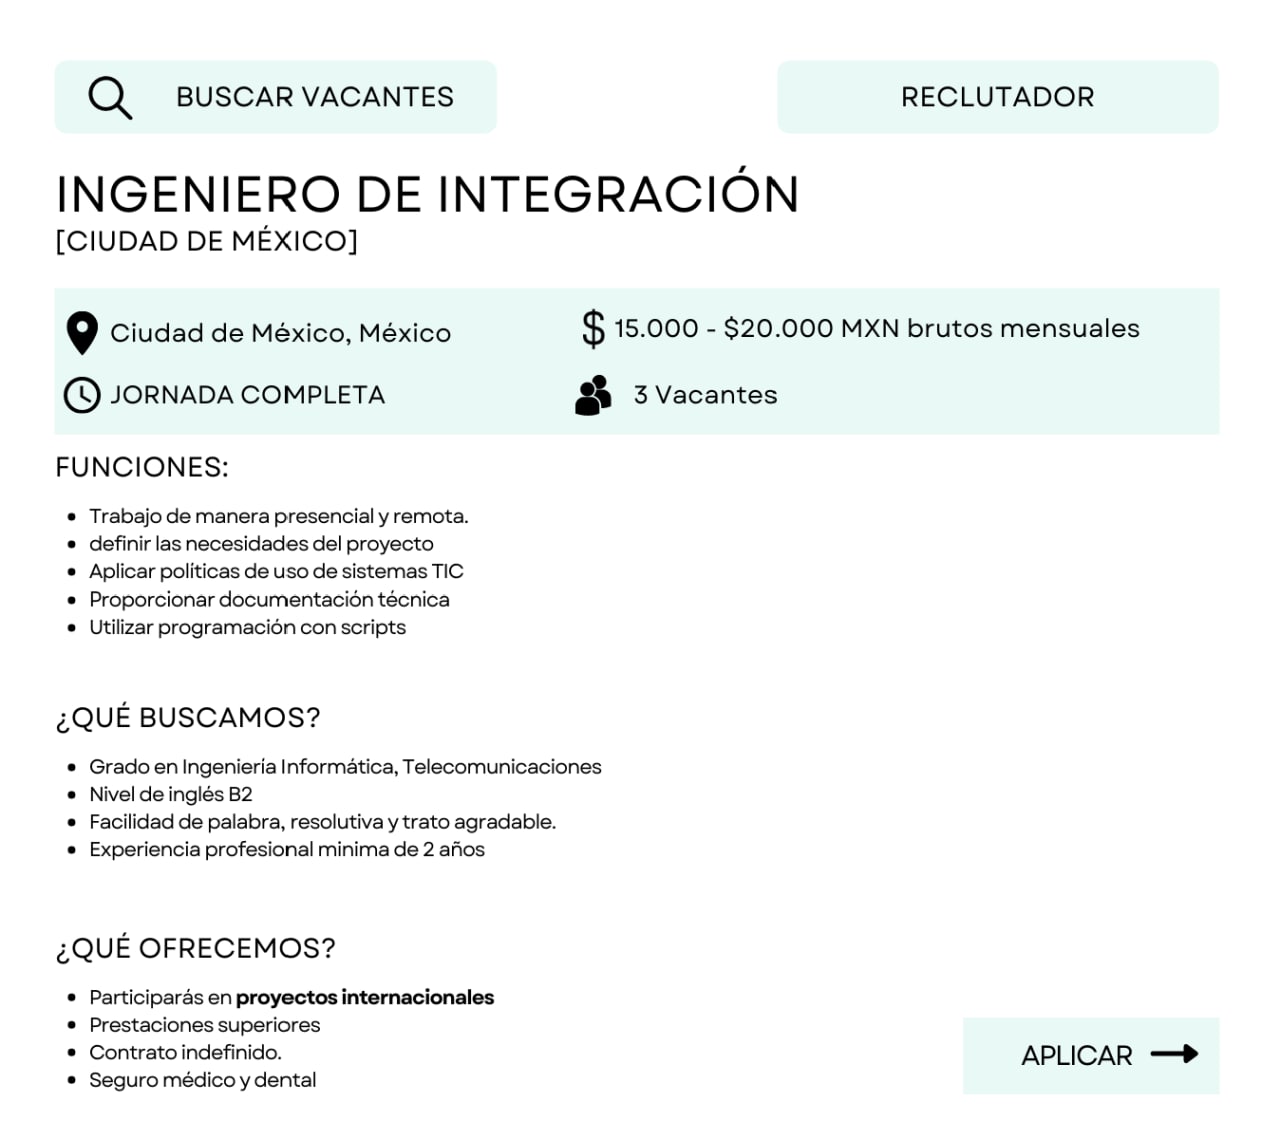 BUSCAR VACANTES
RECLUTADOR
INGENIERO DE INTEGRACIÓN
[CIUDAD DE MÉXICO]
Ciudad de México, México
$ 15.000 - $20.000 MXN brutos mensuales
JORNADA COMPLETA
3 Vacantes
FUNCIONES:
• Trabajo de manera presencial y remota.
• definir las necesidades del proyecto
• Aplicar políticas de uso de sistemas TIC
• Proporcionar documentación técnica
• Utilizar programación con scripts
¿QUÉ BUSCAMOS?
• Grado en Ingeniería Informática, Telecomunicaciones
• Nivel de inglés B2
• Facilidad de palabra, resolutiva y trato agradable.
• Experiencia profesional minima de 2 años
¿QUÉ OFRECEMOS?
• Participarás en proyectos internacionales
• Prestaciones superiores
• Contrato indefinido.
• Seguro médico y dental
APLICAR